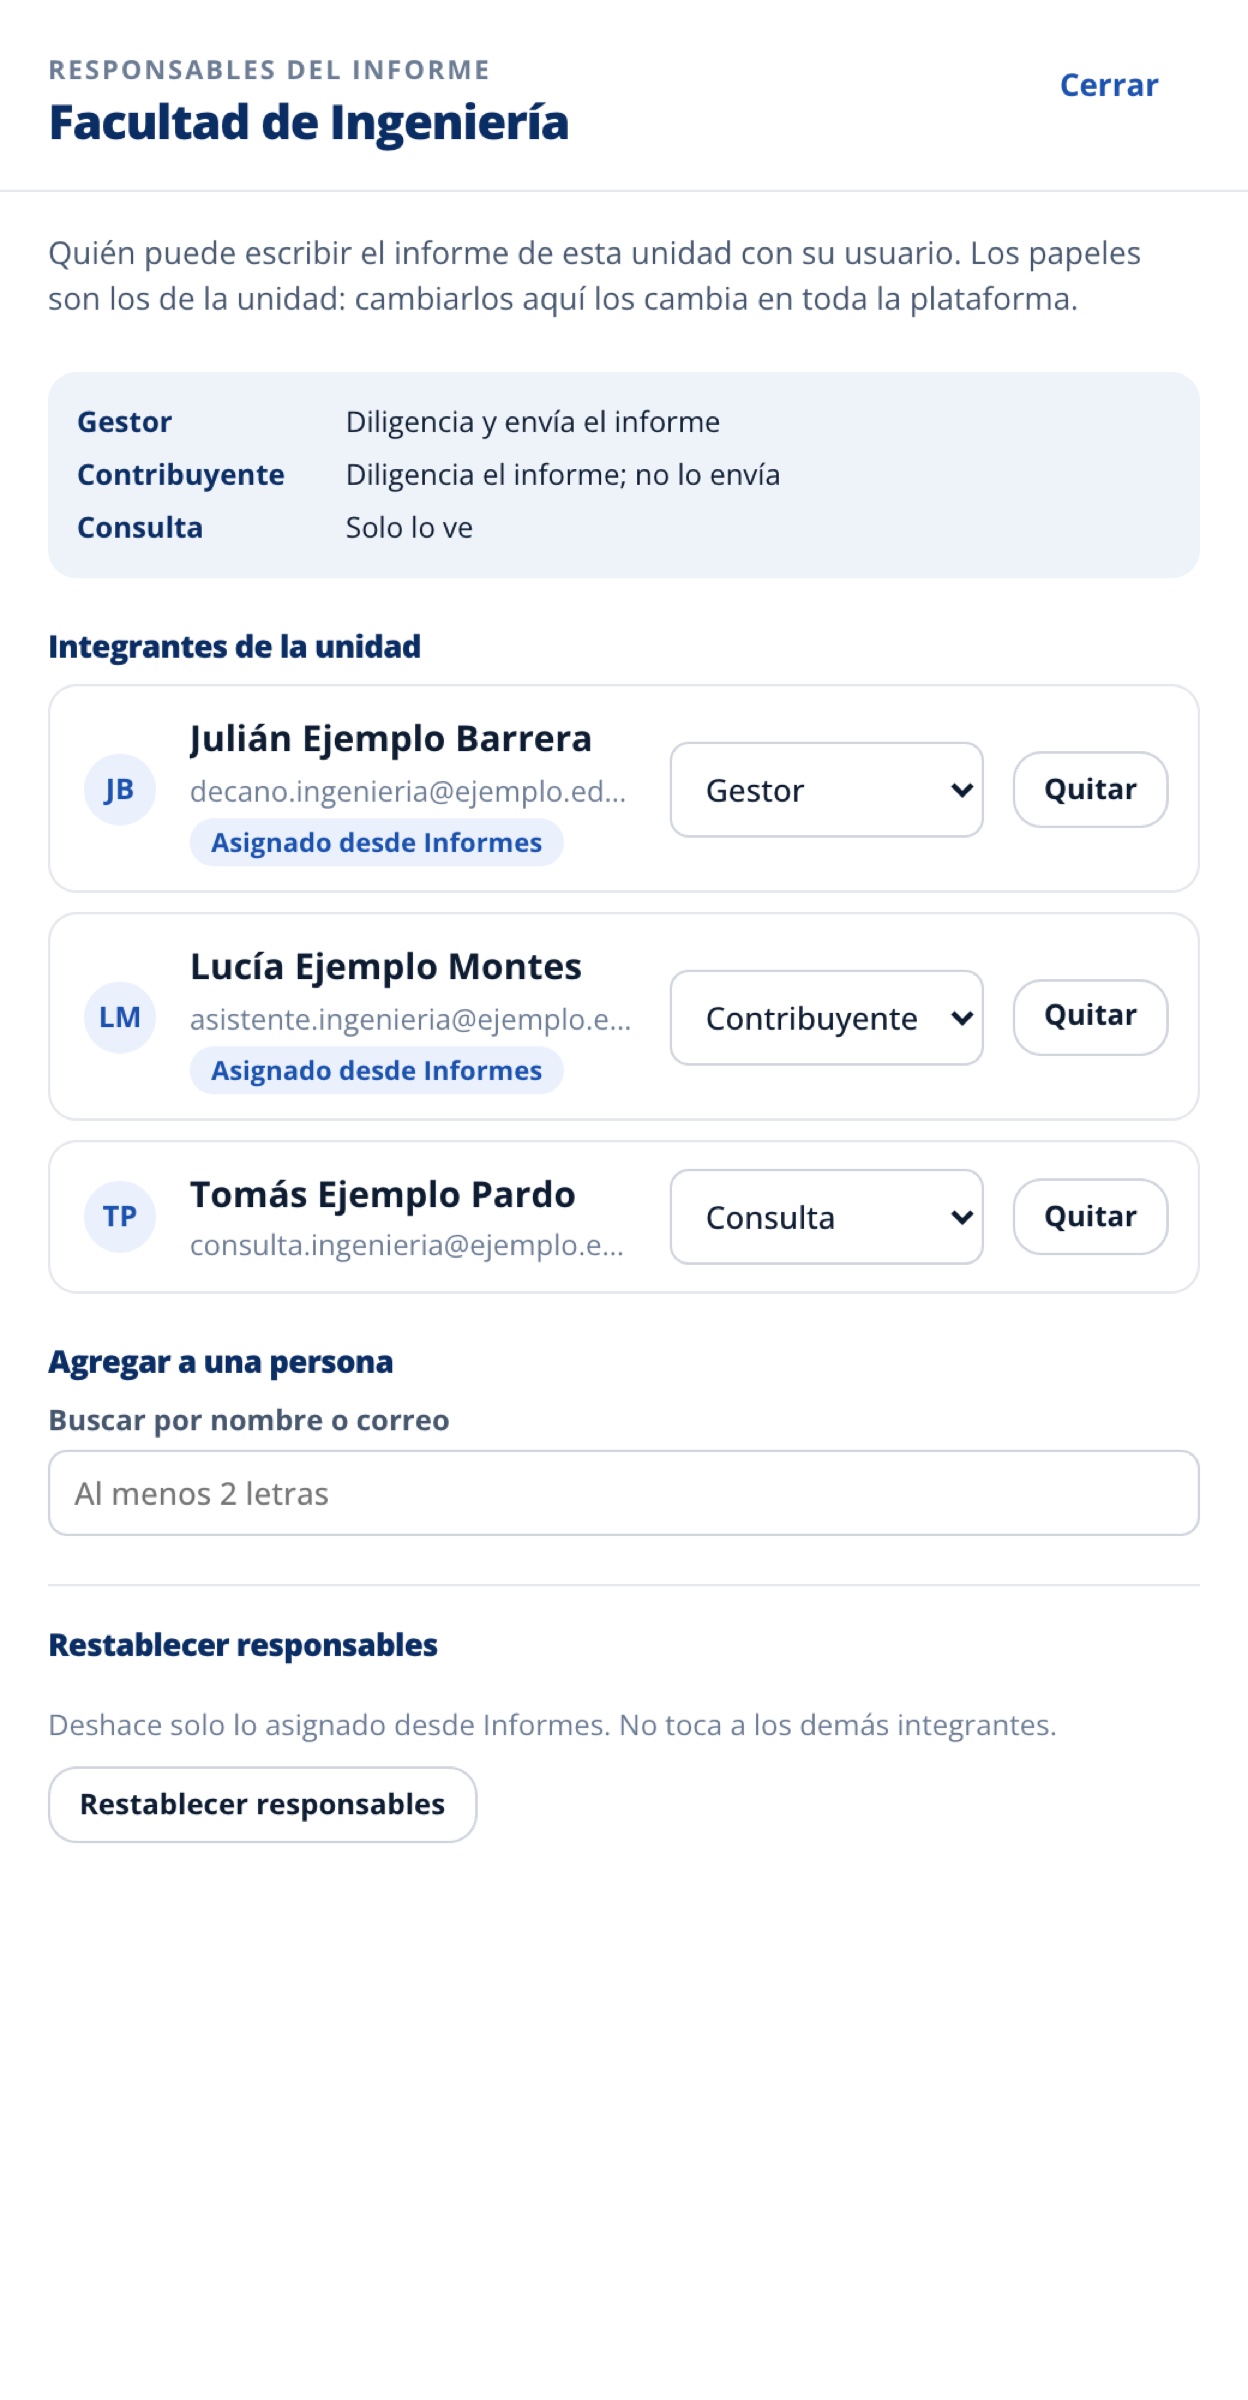 RESPONSABLES DEL INFORME
Facultad de Ingeniería
Cerrar
Quién puede escribir el informe de esta unidad con su usuario. Los papeles
son los de la unidad: cambiarlos aquí los cambia en toda la plataforma.
Gestor Diligencia y envía el informe
Contribuyente Diligencia el informe; no lo envía
Consulta Solo lo ve
Integrantes de la unidad
JB
Julián Ejemplo Barrera
decano.ingenieria@ejemplo.ed...
Asignado desde Informes
Gestor
Quitar
LM
Lucía Ejemplo Montes
asistente.ingenieria@ejemplo.e...
Asignado desde Informes
Contribuyente
Quitar
TP
Tomás Ejemplo Pardo
consulta.ingenieria@ejemplo.e...
Consulta
Quitar
Agregar a una persona
Buscar por nombre o correo
Al menos 2 letras
Restablecer responsables
Deshace solo lo asignado desde Informes. No toca a los demás integrantes.
Restablecer responsables